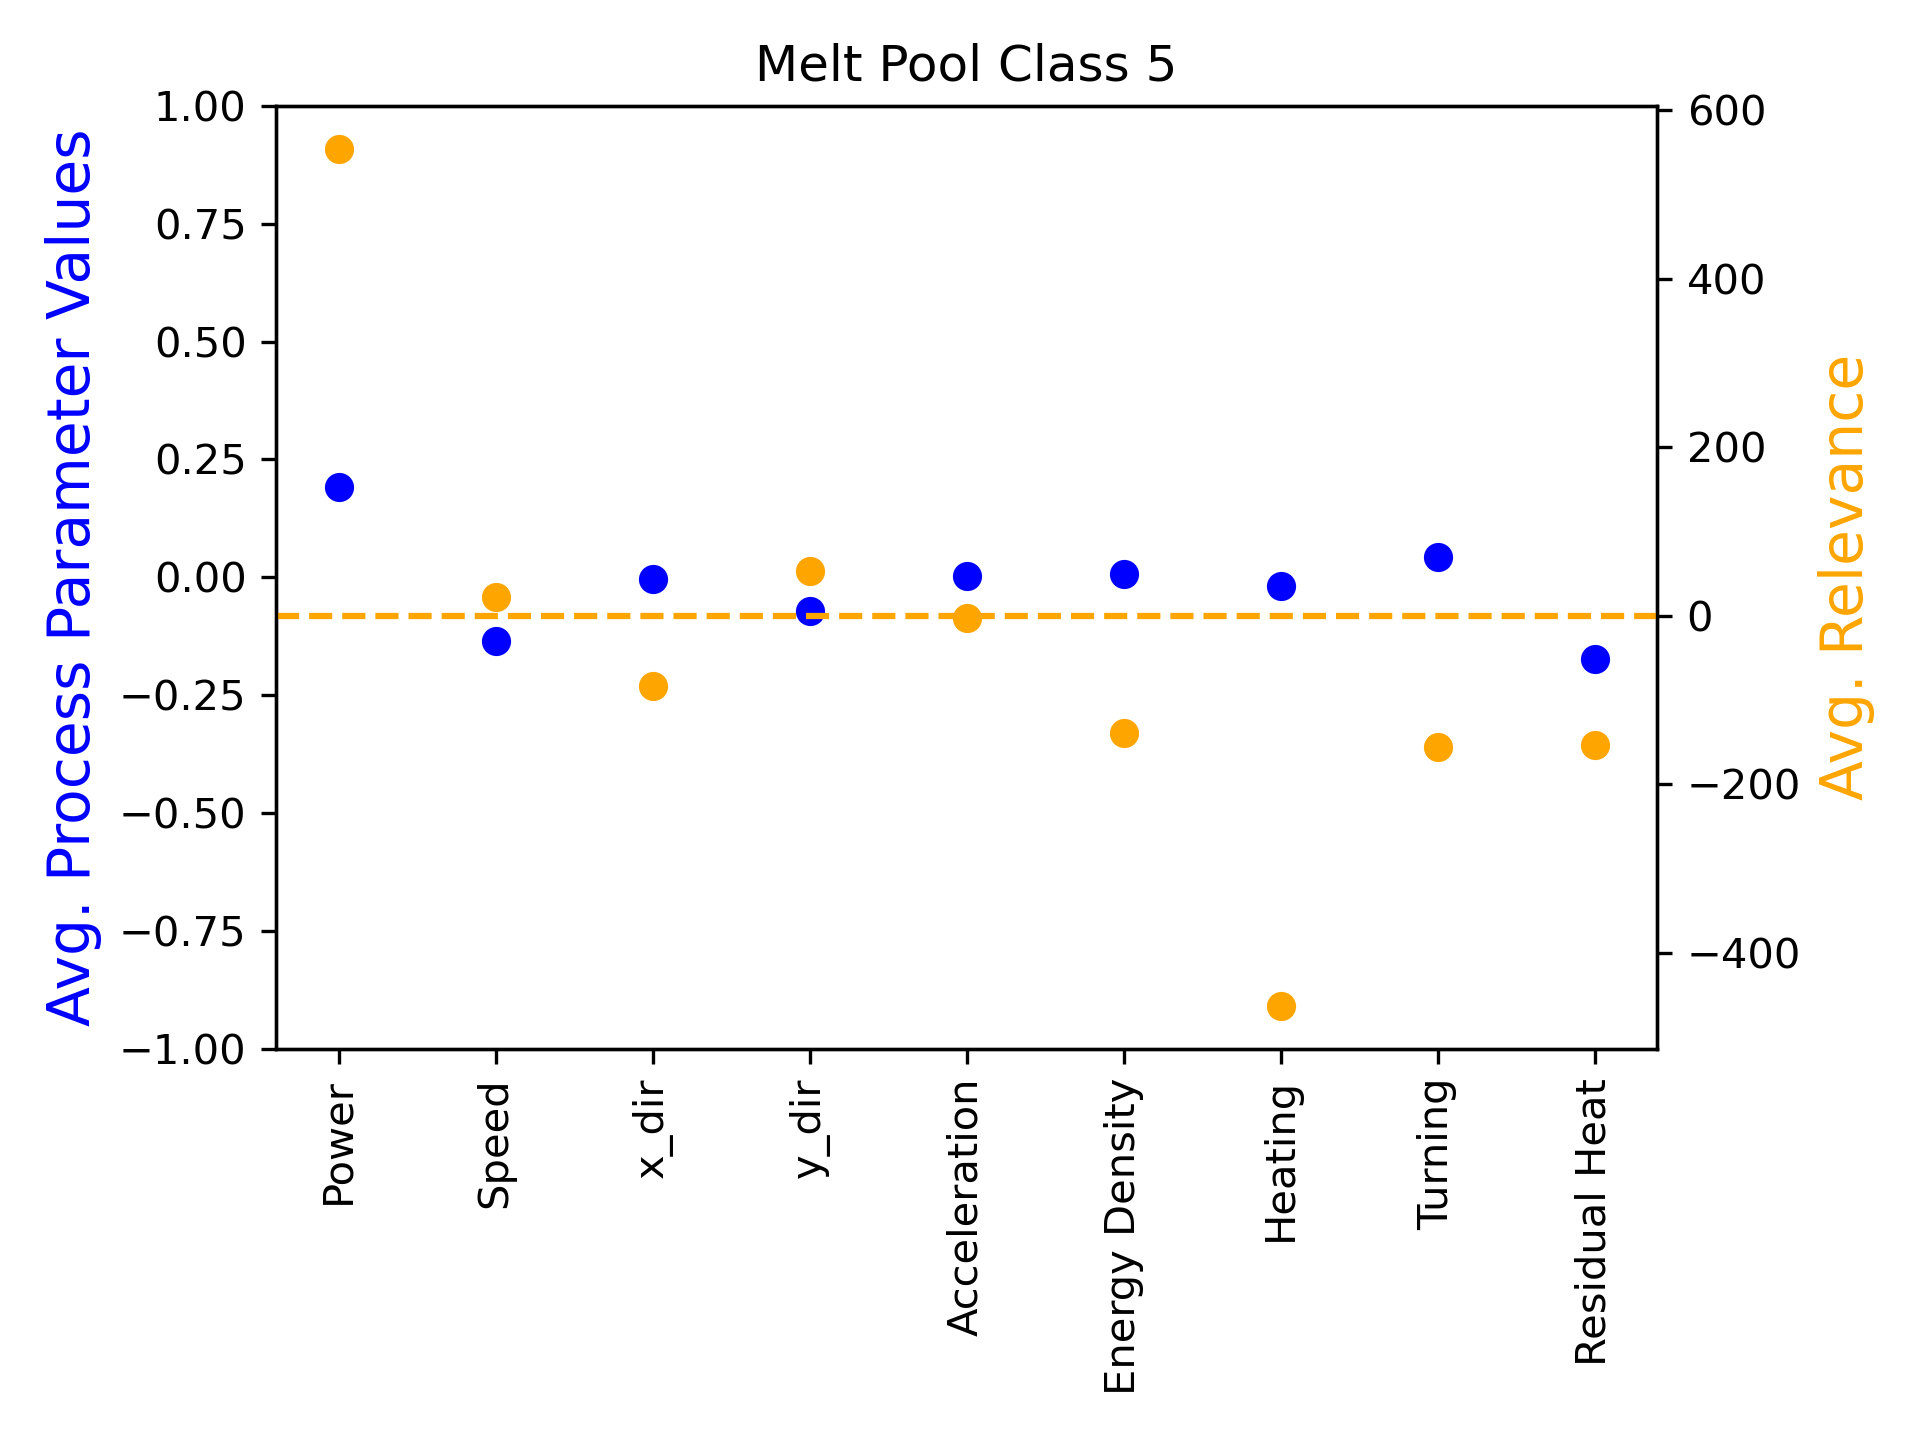 Melt Pool Class 5
Avg. Process Parameter Values
1.00
0.75
0.50
0.25
0.00
−0.25
−0.50
−0.75
−1.00
600
400
200
0
−200
−400
Avg. Relevance
Power
Speed
x_dir
y_dir
Acceleration
Energy Density
Heating
Turning
Residual Heat